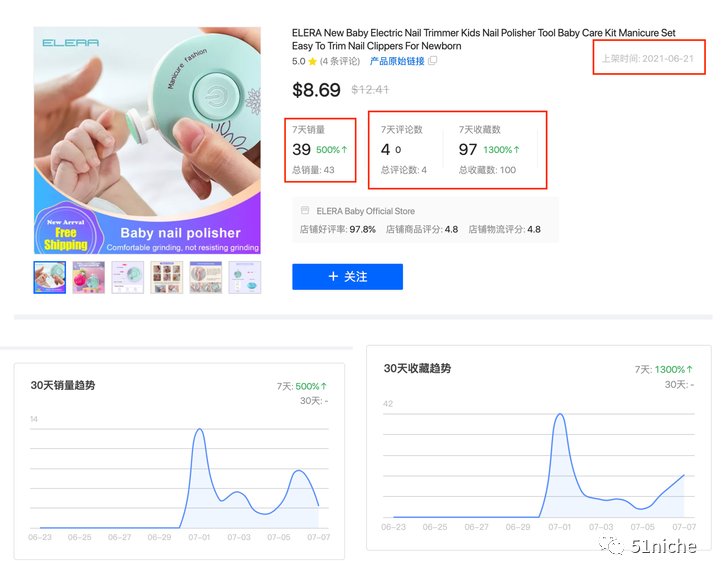 ELERA
Manicure fashion
New Arrval
Free
Shipping
Baby nail polisher
Comfortable grinding, not resisting grinding
ELERA New Baby Electric Nail Trimmer Kids Nail Polisher Tool Baby Care Kit Manicure Set
Easy To Trim Nail Clippers For Newborn
5.0 (4 条评论) 产品原始链接
上架时间: 2021-06-21
$8.69 $12.41
7天销量 7天评论数 7天收藏数
39 500%↑ 4 0 97 1300%↑
总销量: 43 总评论数: 4 总收藏数: 100
ELERA Baby Official Store
店铺好评率: 97.8% 店铺商品评分: 4.8 店铺物流评分: 4.8
+ 关注
30天销量趋势
7天: 500%↑
30天: -
14
06-23 06-25 06-27 06-29 07-01 07-03 07-05 07-07
30天收藏趋势
7天: 1300%↑
30天: -
42
06-23 06-25 06-27 06-29 07-01 07-03 07-05 07-07
51niche